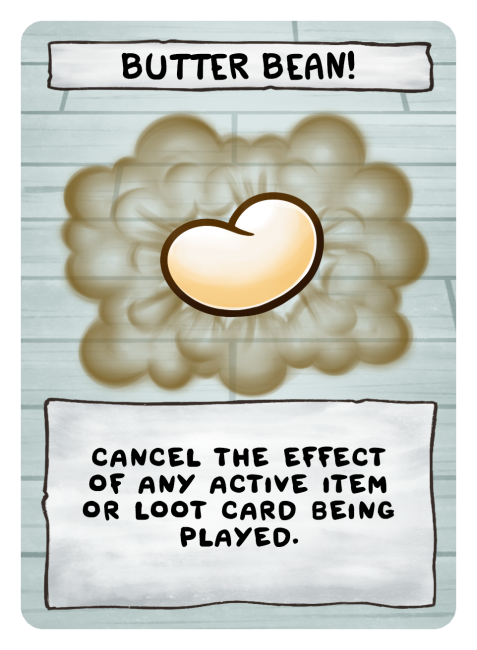 BUTTER BEAN!
CANCEL THE EFFECT
OF ANY ACTIVE ITEM
OR LOOT CARD BEING
PLAYED.